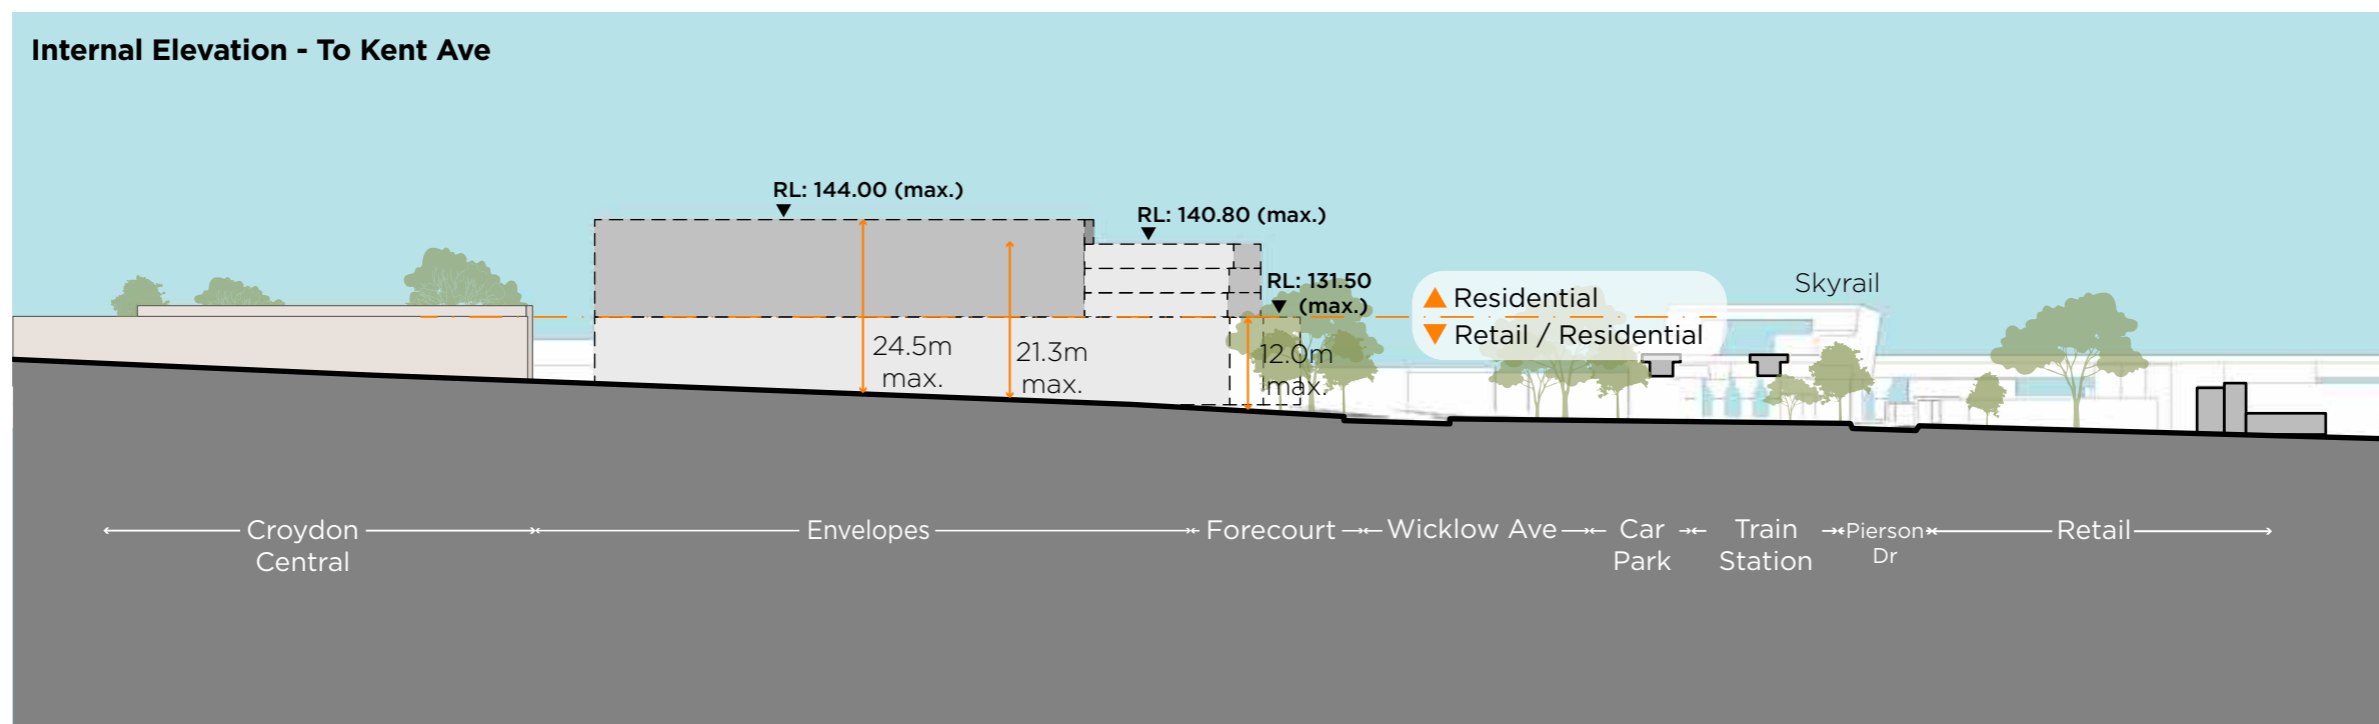 Internal Elevation - To Kent Ave
RL: 144.00 (max.)
RL: 140.80 (max.)
RL: 131.50
(max.)
Residential
Retail / Residential
Skyrail
24.5m
max.
21.3m
max.
12.0m
max.
Croydon
Central
Envelopes
Forecourt
Wicklow Ave
Car
Park
Train
Station
Pierson
Dr
Retail